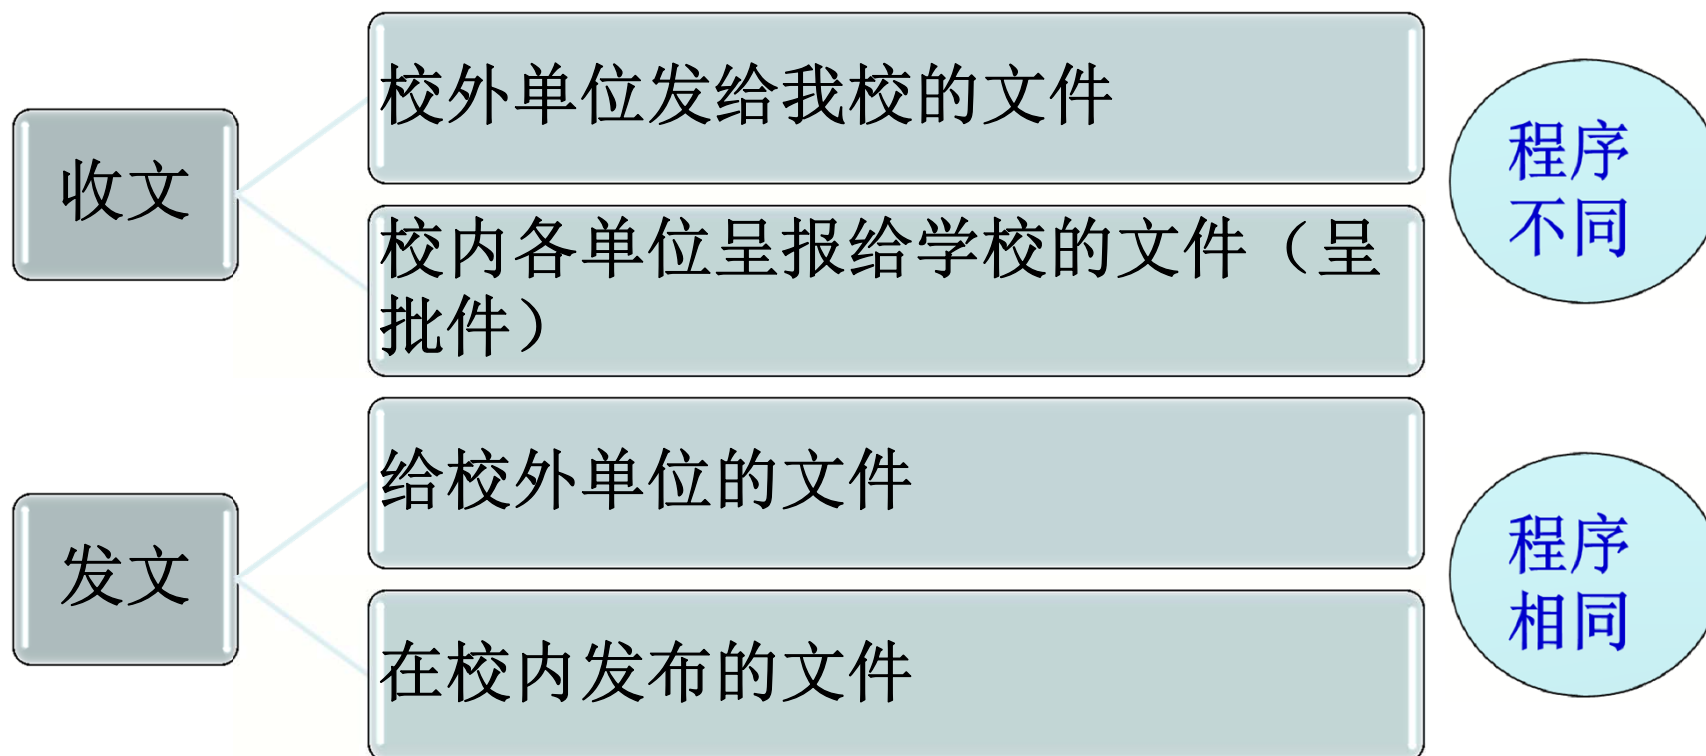 收文
校外单位发给我校的文件
校内各单位呈报给学校的文件（呈
批件）
程序
不同
发文
给校外单位的文件
在校内发布的文件
程序
相同